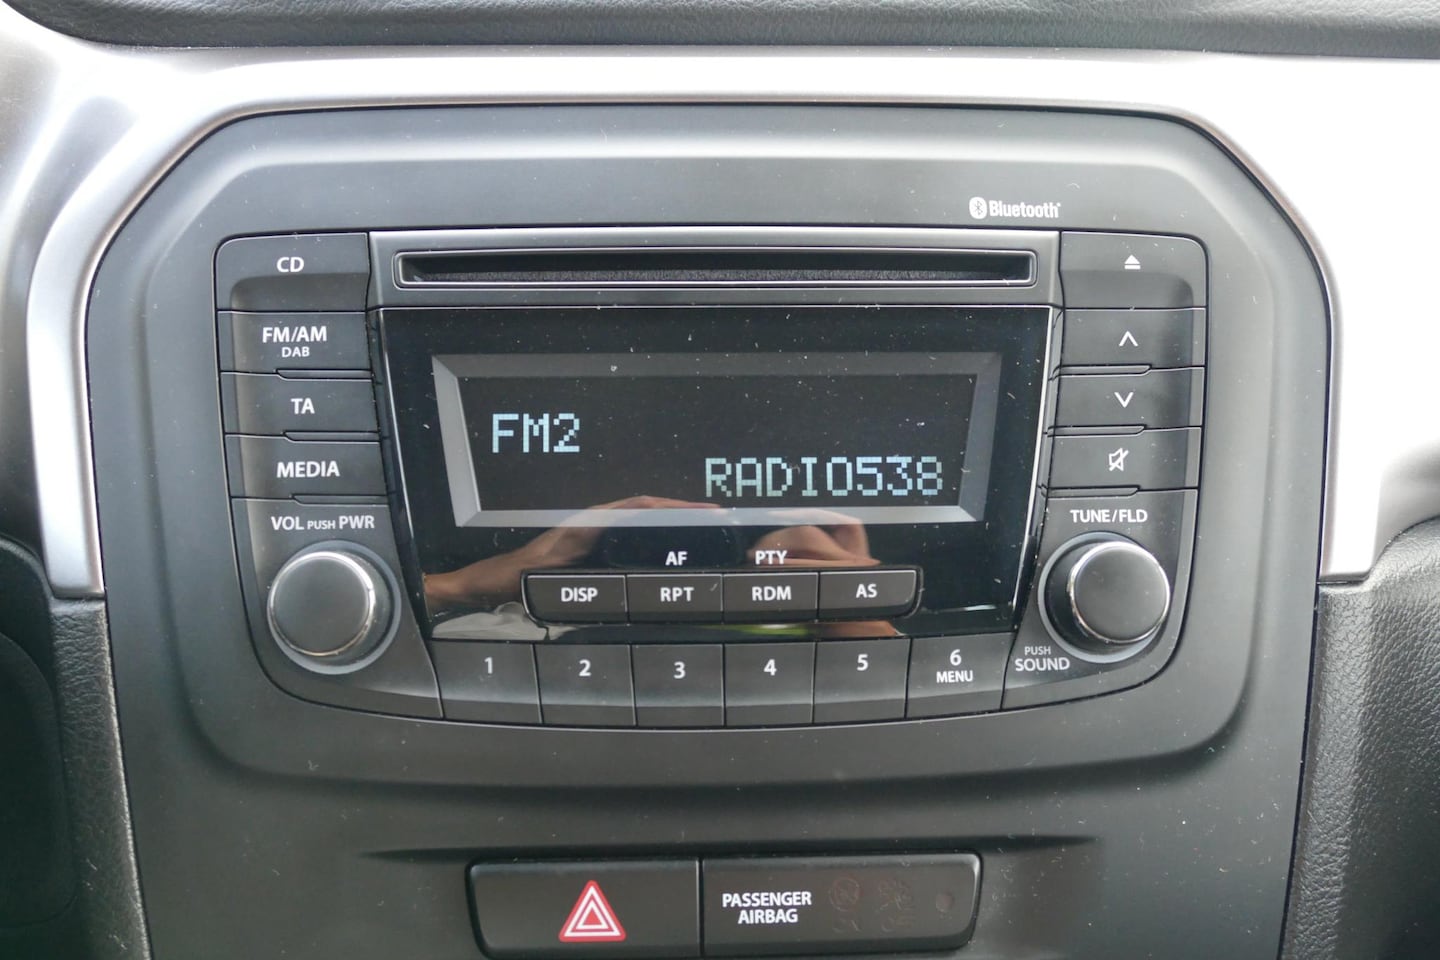 Bluetooth
CD
FM/AM
DAB
TA
MEDIA
VOL PUSH PWR
FM2
RADIO538
TUNE/FLD
AF
PTY
DISP
RPT
RDM
AS
1
2
3
4
5
6
MENU
PUSH
SOUND
PASSENGER
AIRBAG